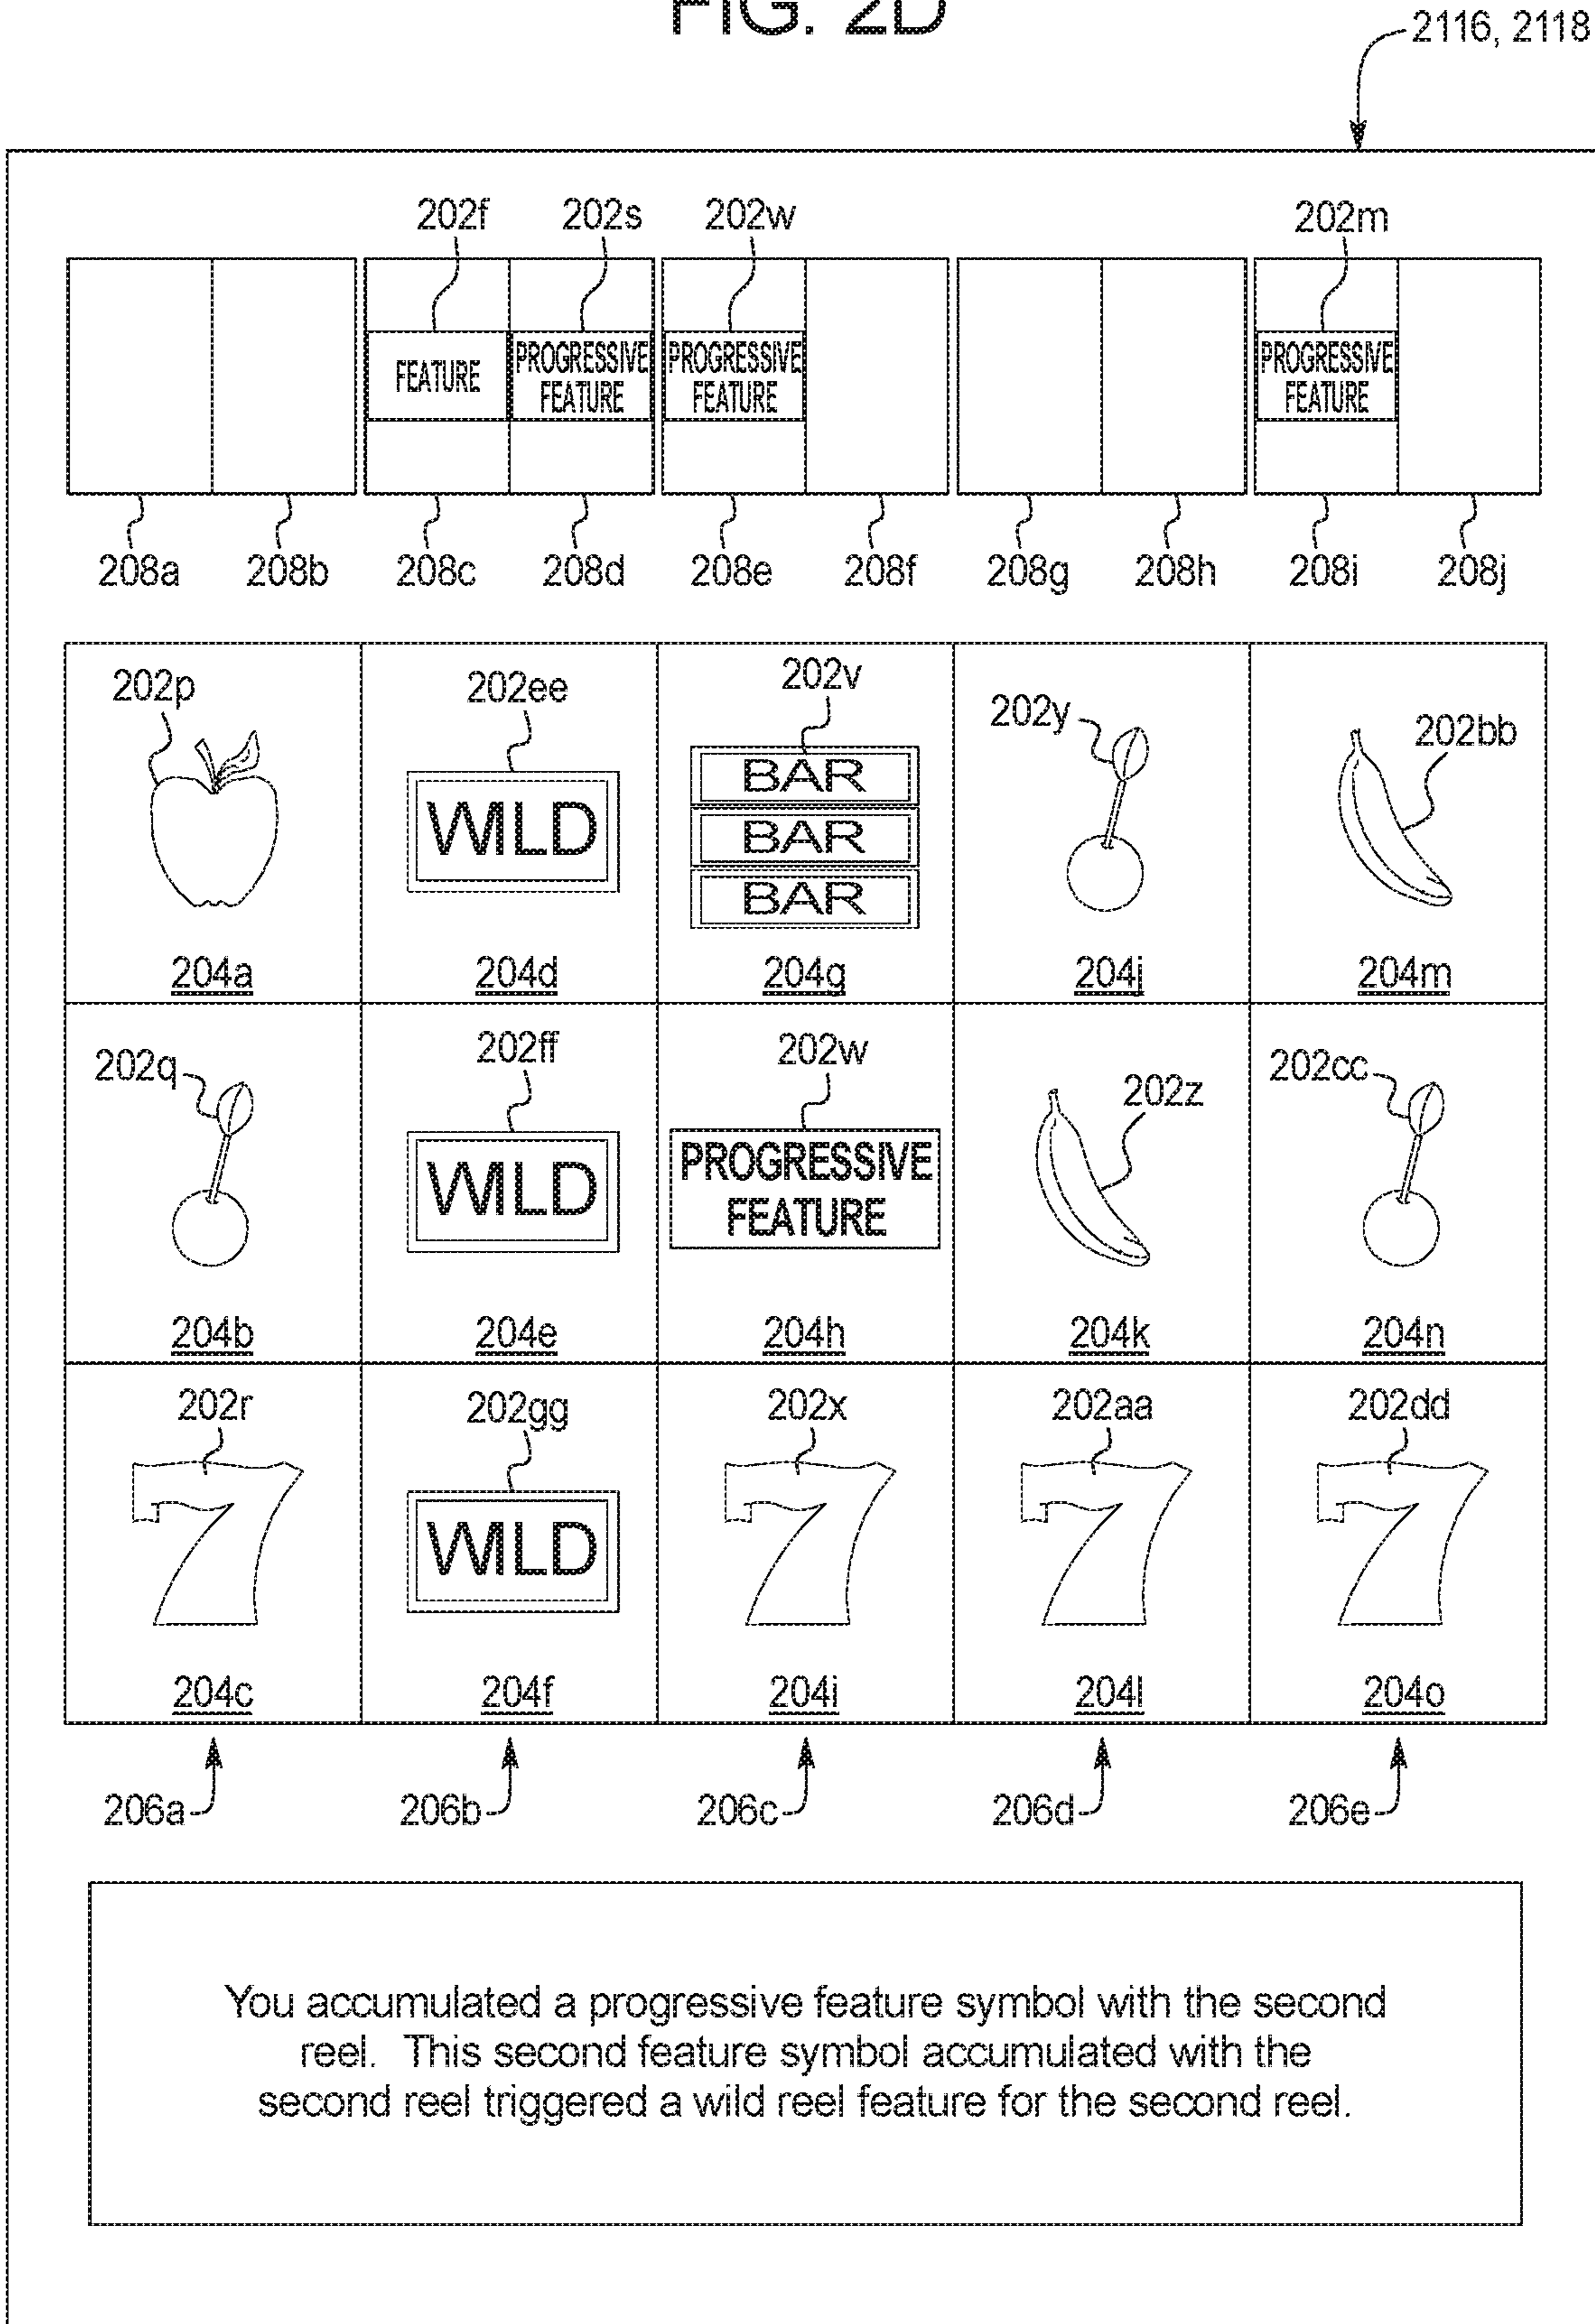 FIG. 2D
2116, 2118
202f 202s 202w 202m
FEATURE PROGRESSIVE FEATURE PROGRESSIVE FEATURE PROGRESSIVE FEATURE
208a 208b 208c 208d 208e 208f 208g 208h 208i 208j
202p 202ee 202v 202y 202bb
WILD BAR
BAR
BAR
204a 204d 204g 204j 204m
202q 202ff 202w 202z 202cc
WILD PROGRESSIVE
FEATURE
204b 204e 204h 204k 204n
202r 202gg 202x 202aa 202dd
7 WILD 7 7 7
204c 204f 204i 204l 204o
206a 206b 206c 206d 206e
You accumulated a progressive feature symbol with the second
reel. This second feature symbol accumulated with the
second reel triggered a wild reel feature for the second reel.